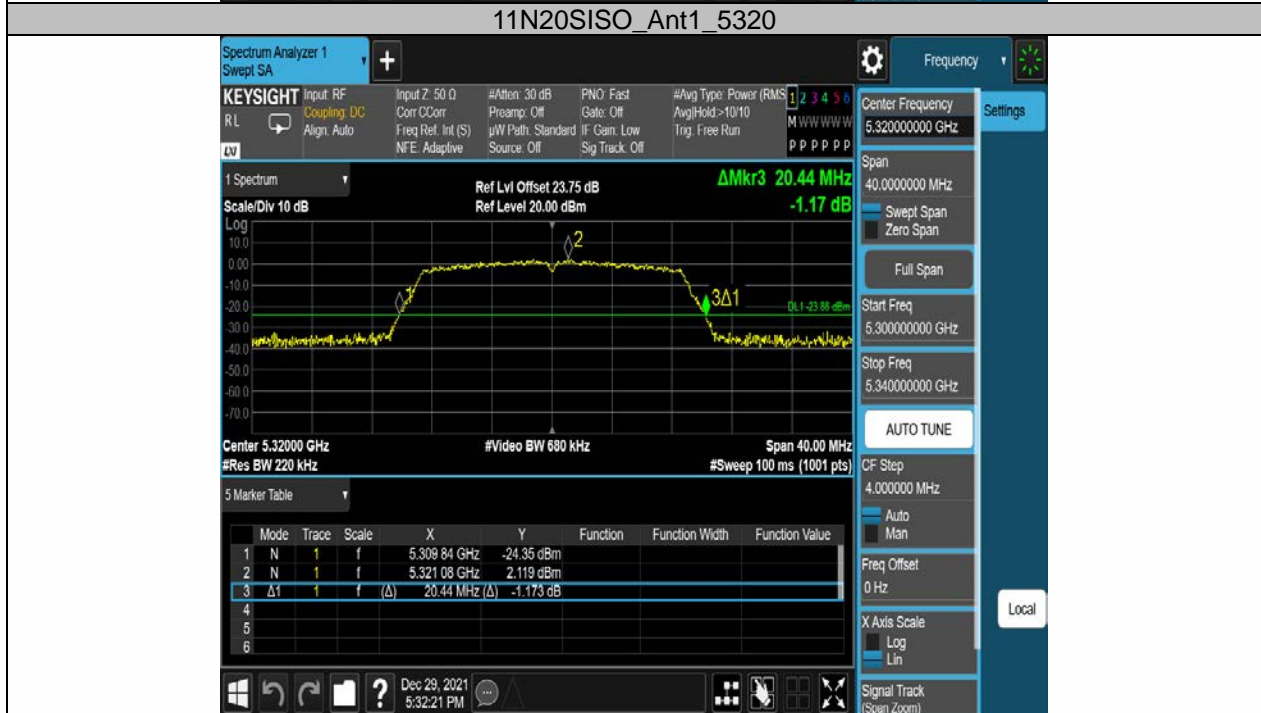 11N20SISO_Ant1_5320
Spectrum Analyzer 1
Swept SA
+
Frequency
KEYSIGHT
RL
LXI
Input: RF
Coupling: DC
Align: Auto
Input Z: 50 Ω
Corr CCorr
Freq Ref: Int (S)
NFE: Adaptive
#Atten: 30 dB
Preamp: Off
µW Path: Standard
Source: Off
PNO: Fast
Gate: Off
IF Gain: Low
Sig Track: Off
#Avg Type: Power (RMS
Avg|Hold:>10/10
Trig: Free Run
1 2 3 4 5 6
M W W W W W
P P P P P P
Center Frequency
5.320000000 GHz
Settings
Span
40.0000000 MHz
Swept Span
Zero Span
Full Span
Start Freq
5.300000000 GHz
Stop Freq
5.340000000 GHz
AUTO TUNE
CF Step
4.000000 MHz
Auto
Man
Freq Offset
0 Hz
X Axis Scale
Log
Lin
Signal Track
(Span Zoom)
Local
1 Spectrum
Scale/Div 10 dB
Ref Lvl Offset 23.75 dB
Ref Level 20.00 dBm
ΔMkr3 20.44 MHz
-1.17 dB
Log
10.0
0.00
-10.0
-20.0
-30.0
-40.0
-50.0
-60.0
-70.0
1
2
3Δ1
DL1 -23.88 dBm
Center 5.32000 GHz
#Video BW 680 kHz
Span 40.00 MHz
#Res BW 220 kHz
#Sweep 100 ms (1001 pts)
5 Marker Table
Mode Trace Scale X Y Function Function Width Function Value
1 N 1 f 5.309 84 GHz -24.35 dBm
2 N 1 f 5.321 08 GHz 2.119 dBm
3 Δ1 1 f (Δ) 20.44 MHz (Δ) -1.173 dB
4
5
6
?
Dec 29, 2021
5:32:21 PM